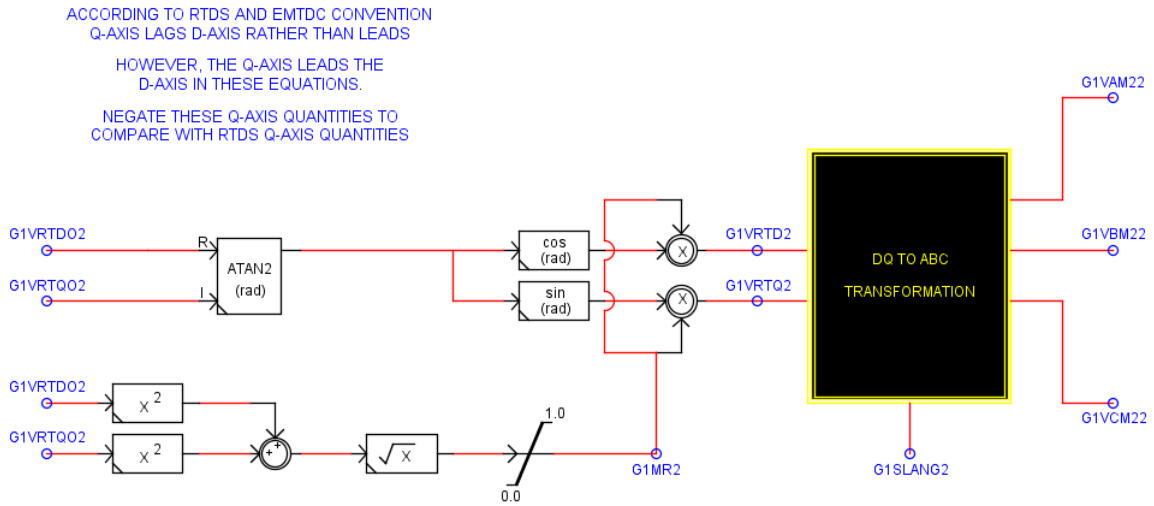 ACCORDING TO RTDS AND EMTDC CONVENTION
Q-AXIS LAGS D-AXIS RATHER THAN LEADS
HOWEVER, THE Q-AXIS LEADS THE
D-AXIS IN THESE EQUATIONS.
NEGATE THESE Q-AXIS QUANTITIES TO
COMPARE WITH RTDS Q-AXIS QUANTITIES
G1VAM22
G1VRTDO2
R
ATAN2
(rad)
cos
(rad)
X
G1VRTD2
G1VBM22
DQ TO ABC
TRANSFORMATION
G1VRTQO2
I
sin
(rad)
X
G1VRTQ2
G1VRTDO2
X 2
1.0
G1VCM22
G1VRTQO2
X 2
+
+
√X
0.0
G1MR2
G1SLANG2